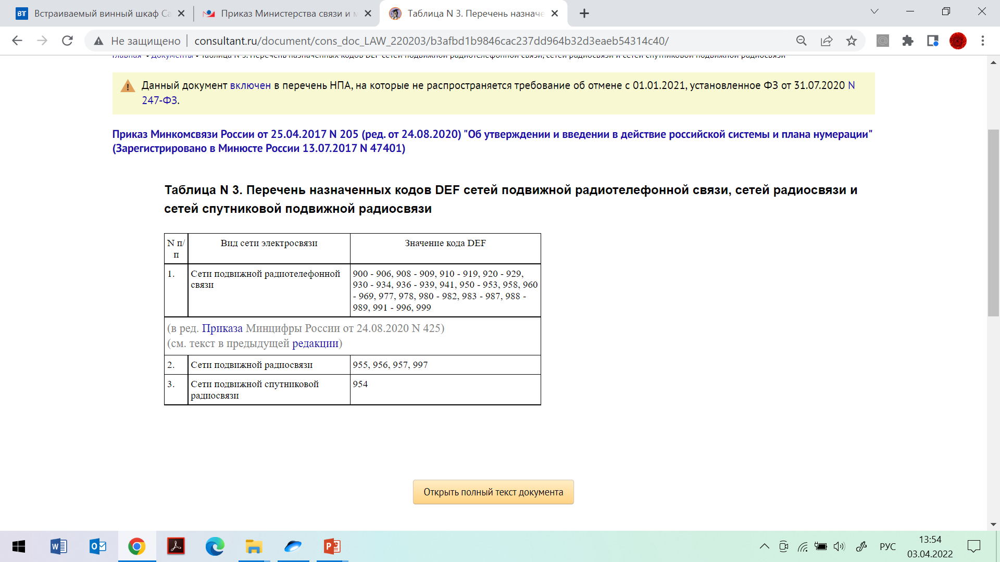 Встраиваемый винный шкаф Ca
Приказ Министерства связи и м
Таблица N 3. Перечень назначе
Не защищено
consultant.ru/document/cons_doc_LAW_220203/b3afbd1b9846cac237dd964b32d3eaeb54314c40/
Главная • Документы • Таблица N 3. Перечень назначенных кодов DEF сетей подвижной радиотелефонной связи, сетей радиосвязи и сетей спутниковой подвижной радиосвязи
Данный документ включен в перечень НПА, на которые не распространяется требование об отмене с 01.01.2021, установленное ФЗ от 31.07.2020 N
247-ФЗ.
Приказ Минкомсвязи России от 25.04.2017 N 205 (ред. от 24.08.2020) "Об утверждении и введении в действие российской системы и плана нумерации"
(Зарегистрировано в Минюсте России 13.07.2017 N 47401)
Таблица N 3. Перечень назначенных кодов DEF сетей подвижной радиотелефонной связи, сетей радиосвязи и
сетей спутниковой подвижной радиосвязи
N п/
п
Вид сети электросвязи
Значение кода DEF
1.
Сети подвижной радиотелефонной
связи
900 - 906, 908 - 909, 910 - 919, 920 - 929,
930 - 934, 936 - 939, 941, 950 - 953, 958, 960
- 969, 977, 978, 980 - 982, 983 - 987, 988 -
989, 991 - 996, 999
(в ред. Приказа Минцифры России от 24.08.2020 N 425)
(см. текст в предыдущей редакции)
2.
Сети подвижной радиосвязи
955, 956, 957, 997
3.
Сети подвижной спутниковой
радиосвязи
954
Открыть полный текст документа
РУС
13:54
03.04.2022